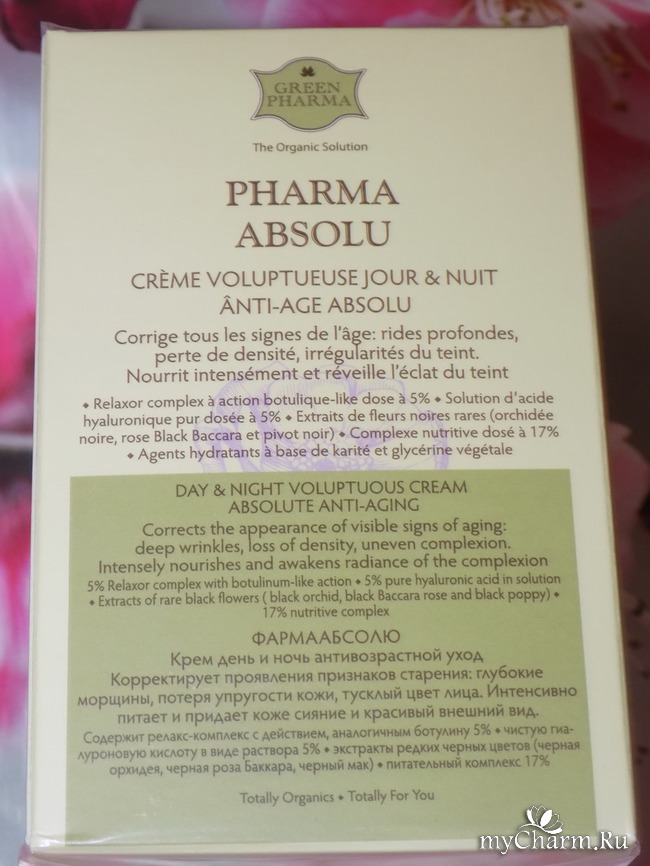 GREEN
PHARMA
The Organic Solution
PHARMA
ABSOLU
CRÈME VOLUPTUEUSE JOUR & NUIT
ÂNTI-AGE ABSOLU
Corrige tous les signes de l'âge: rides profondes,
perte de densité, irrégularités du teint.
Nourrit intensément et réveille l'éclat du teint
◆ Relaxor complex à action botulique-like dose à 5% ◆ Solution d'acide
hyaluronique pur dosée à 5% ◆ Extraits de fleurs noires rares (orchidée
noire, rose Black Baccara et pivot noir) ◆ Complexe nutritive dosé à 17%
◆ Agents hydratants à base de karité et glycérine végétale
DAY & NIGHT VOLUPTUOUS CREAM
ABSOLUTE ANTI-AGING
Corrects the appearance of visible signs of aging:
deep wrinkles, loss of density, uneven complexion.
Intensely nourishes and awakens radiance of the complexion
5% Relaxor complex with botulinum-like action ◆ 5% pure hyaluronic acid in solution
◆ Extracts of rare black flowers ( black orchid, black Baccara rose and black poppy) ◆
17% nutritive complex
ФАРМААБСОЛЮ
Крем день и ночь антивозрастной уход
Корректирует проявления признаков старения: глубокие
морщины, потеря упругости кожи, тусклый цвет лица. Интенсивно
питает и придает коже сияние и красивый внешний вид.
Содержит релакс-комплекс с действием, аналогичным ботулину 5% ◆ чистую гиа-
луроновую кислоту в виде раствора 5% ◆ экстракты редких черных цветов (черная
орхидея, черная роза Баккара, черный мак) ◆ питательный комплекс 17%
Totally Organics ◆ Totally For You
myCharm.Ru